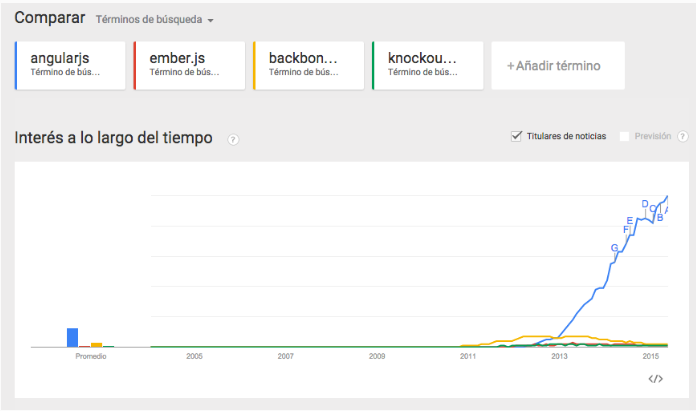 Comparar Términos de búsqueda
angularjs ember.js backbon... knockou... +Añadir término
Término de bús... Término de bús... Término de bús... Término de bús...
Interés a lo largo del tiempo ? Titulares de noticias Previsión ?
G F E D C B A
Promedio 2005 2007 2009 2011 2013 2015
</>